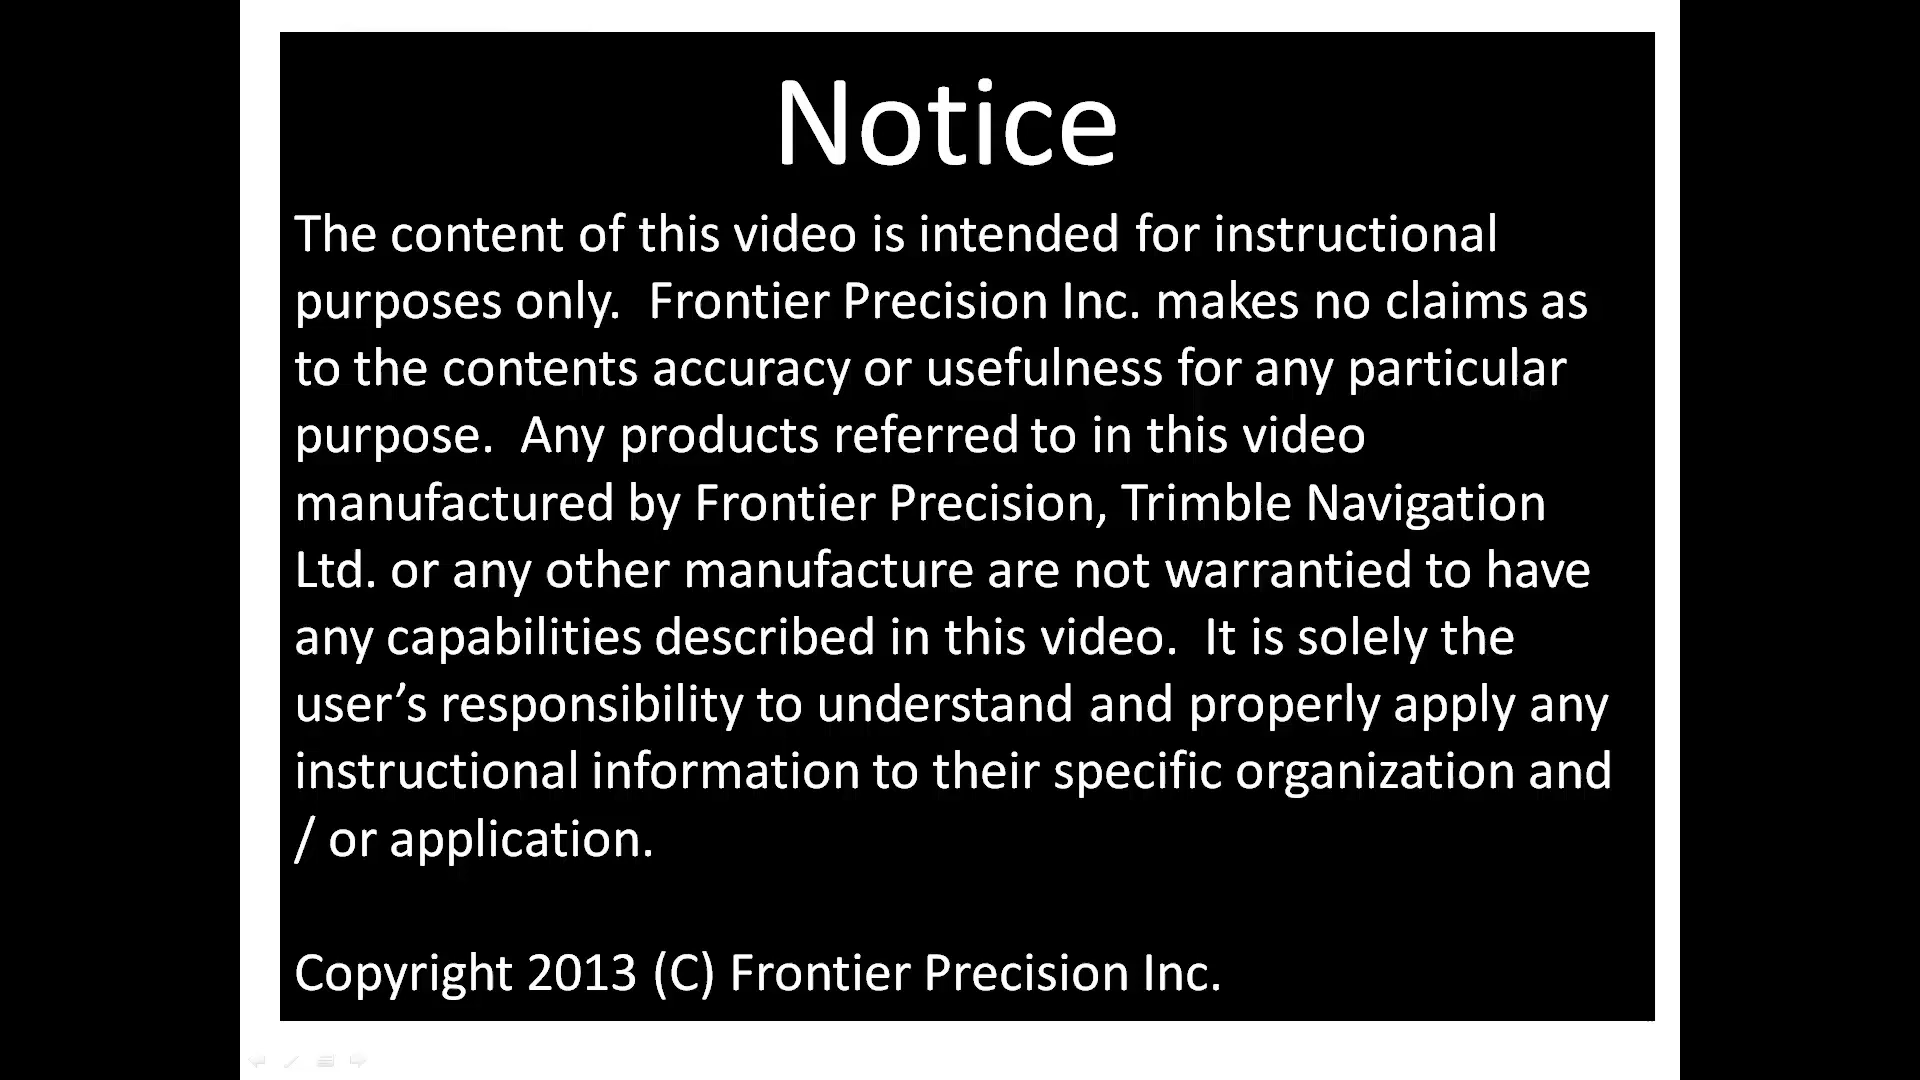 Notice
The content of this video is intended for instructional
purposes only.  Frontier Precision Inc. makes no claims as
to the contents accuracy or usefulness for any particular
purpose.  Any products referred to in this video
manufactured by Frontier Precision, Trimble Navigation
Ltd. or any other manufacture are not warrantied to have
any capabilities described in this video.  It is solely the
user’s responsibility to understand and properly apply any
instructional information to their specific organization and
/ or application.
Copyright 2013 (C) Frontier Precision Inc.